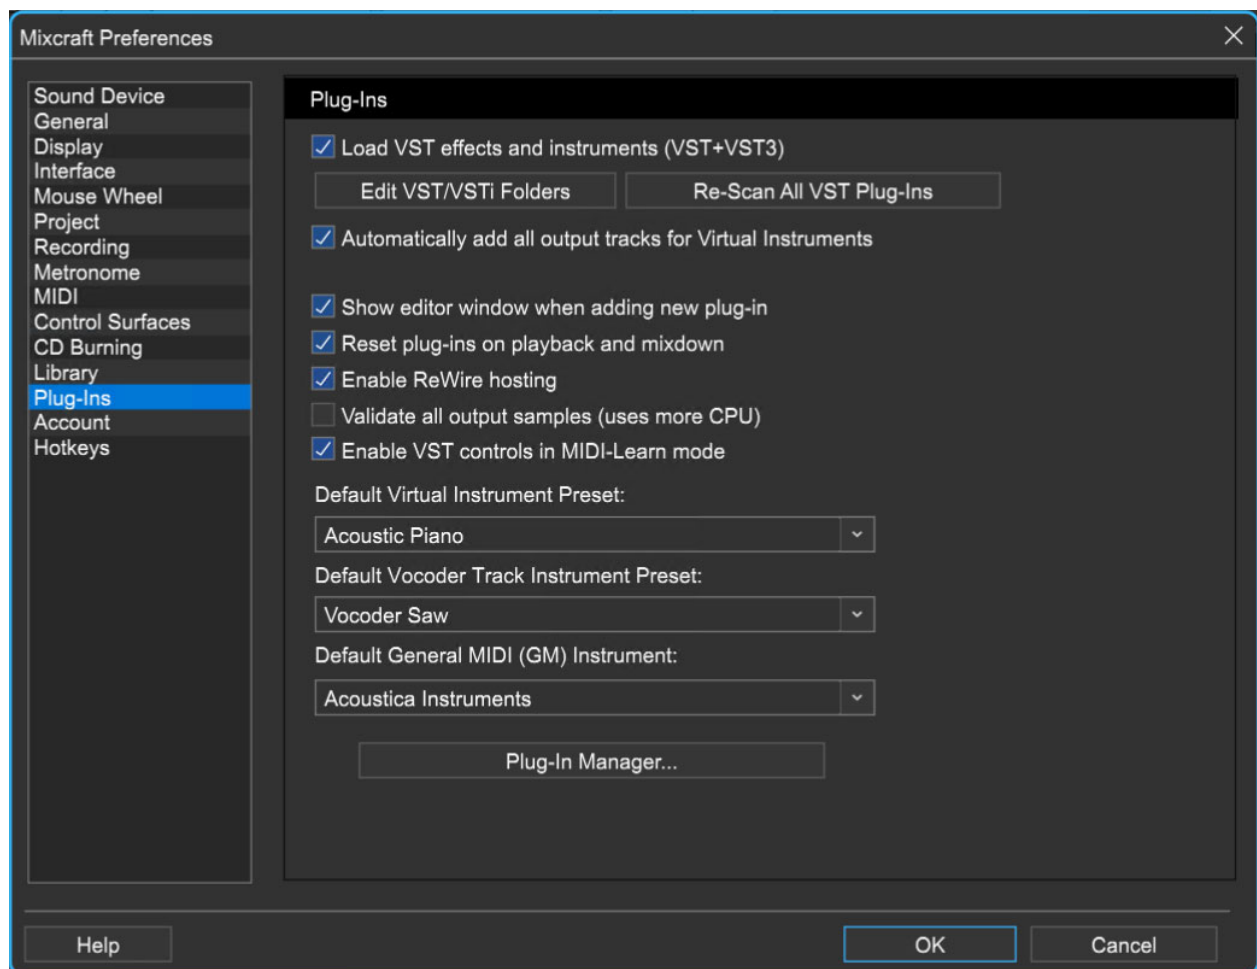 Mixcraft Preferences
Sound Device
General
Display
Interface
Mouse Wheel
Project
Recording
Metronome
MIDI
Control Surfaces
CD Burning
Library
Plug-Ins
Account
Hotkeys
Plug-Ins
Load VST effects and instruments (VST+VST3)
Edit VST/VSTi Folders
Re-Scan All VST Plug-Ins
Automatically add all output tracks for Virtual Instruments
Show editor window when adding new plug-in
Reset plug-ins on playback and mixdown
Enable ReWire hosting
Validate all output samples (uses more CPU)
Enable VST controls in MIDI-Learn mode
Default Virtual Instrument Preset:
Acoustic Piano
Default Vocoder Track Instrument Preset:
Vocoder Saw
Default General MIDI (GM) Instrument:
Acoustica Instruments
Plug-In Manager...
Help
OK
Cancel